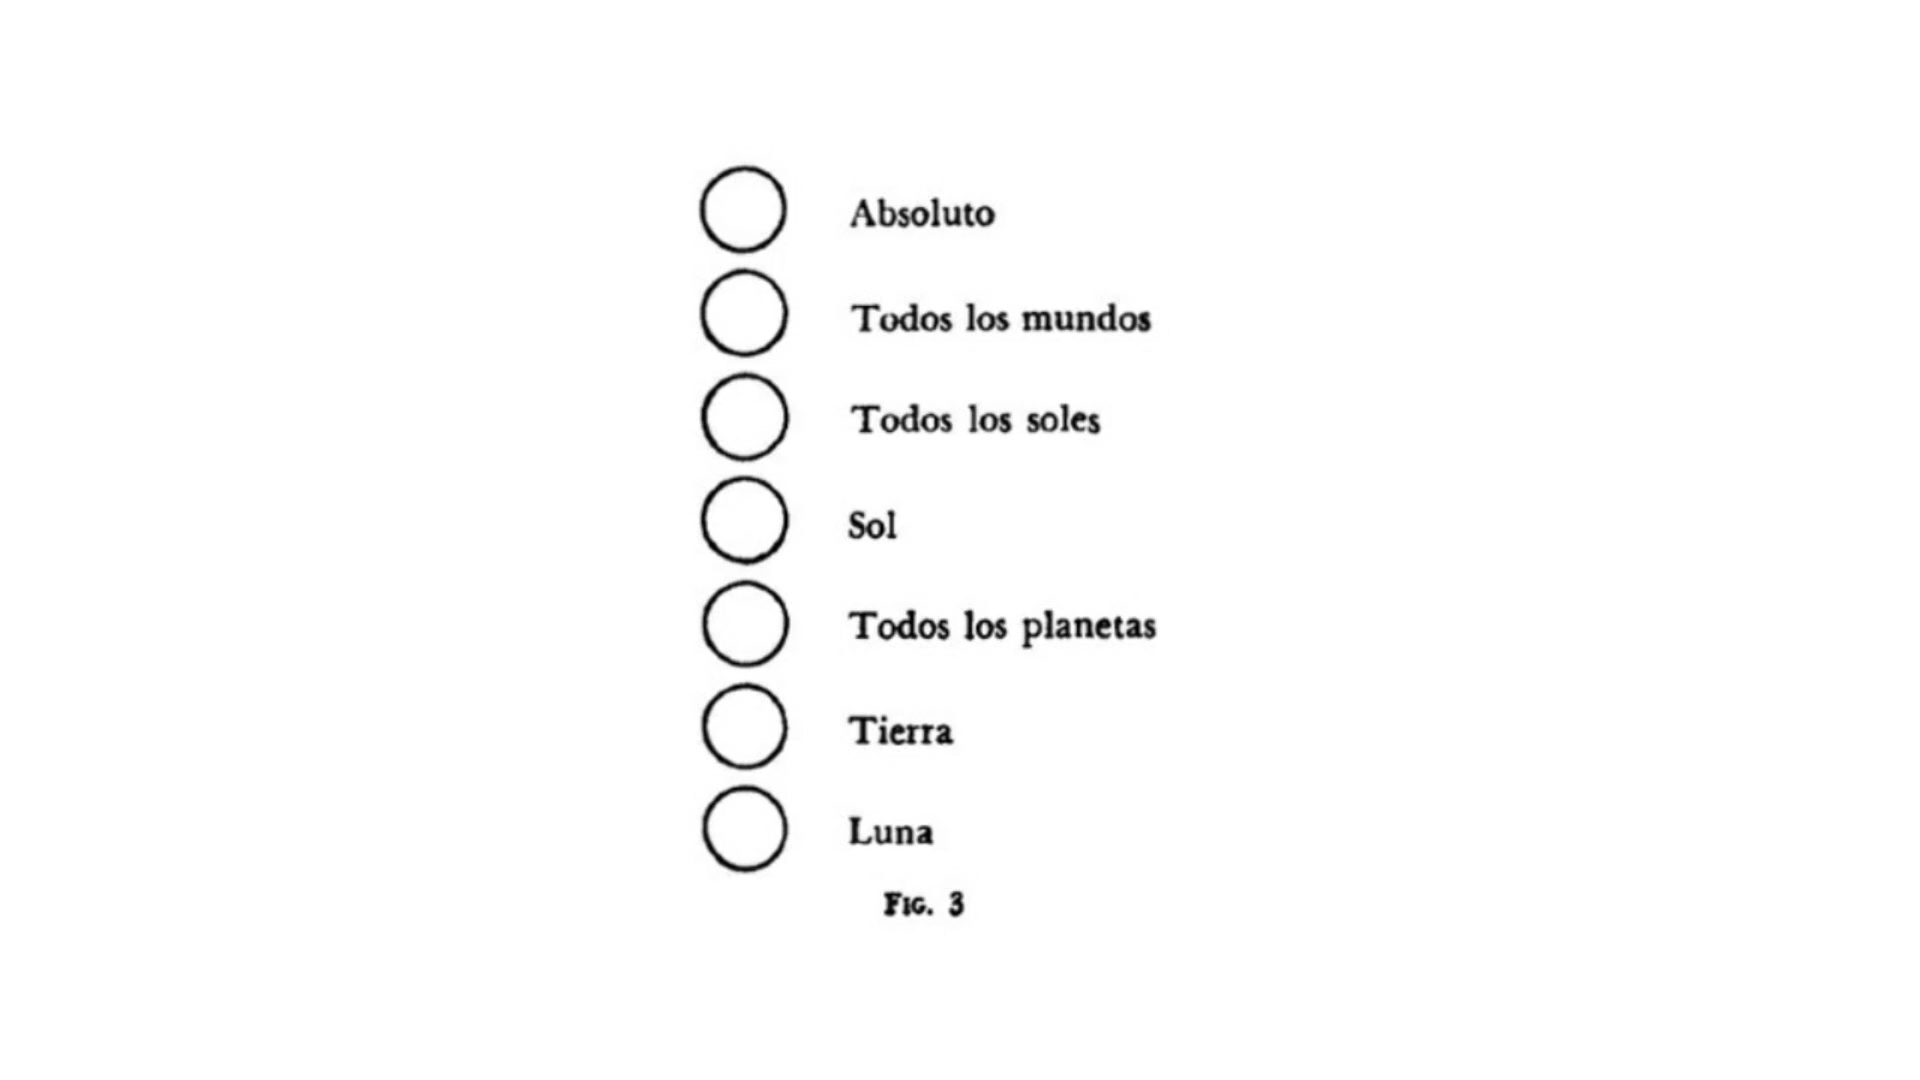 Absoluto
Todos los mundos
Todos los soles
Sol
Todos los planetas
Tierra
Luna
FIG. 3